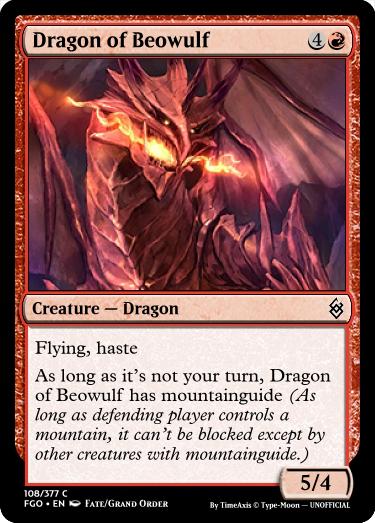 Dragon of Beowulf 4
Creature — Dragon
Flying, haste
As long as it's not your turn, Dragon
of Beowulf has mountainguide (As
long as defending player controls a
mountain, it can't be blocked except by
other creatures with mountainguide.)
5/4
108/377 C
FGO • EN Fate/Grand Order
By TimeAxis © Type-Moon — UNOFFICIAL